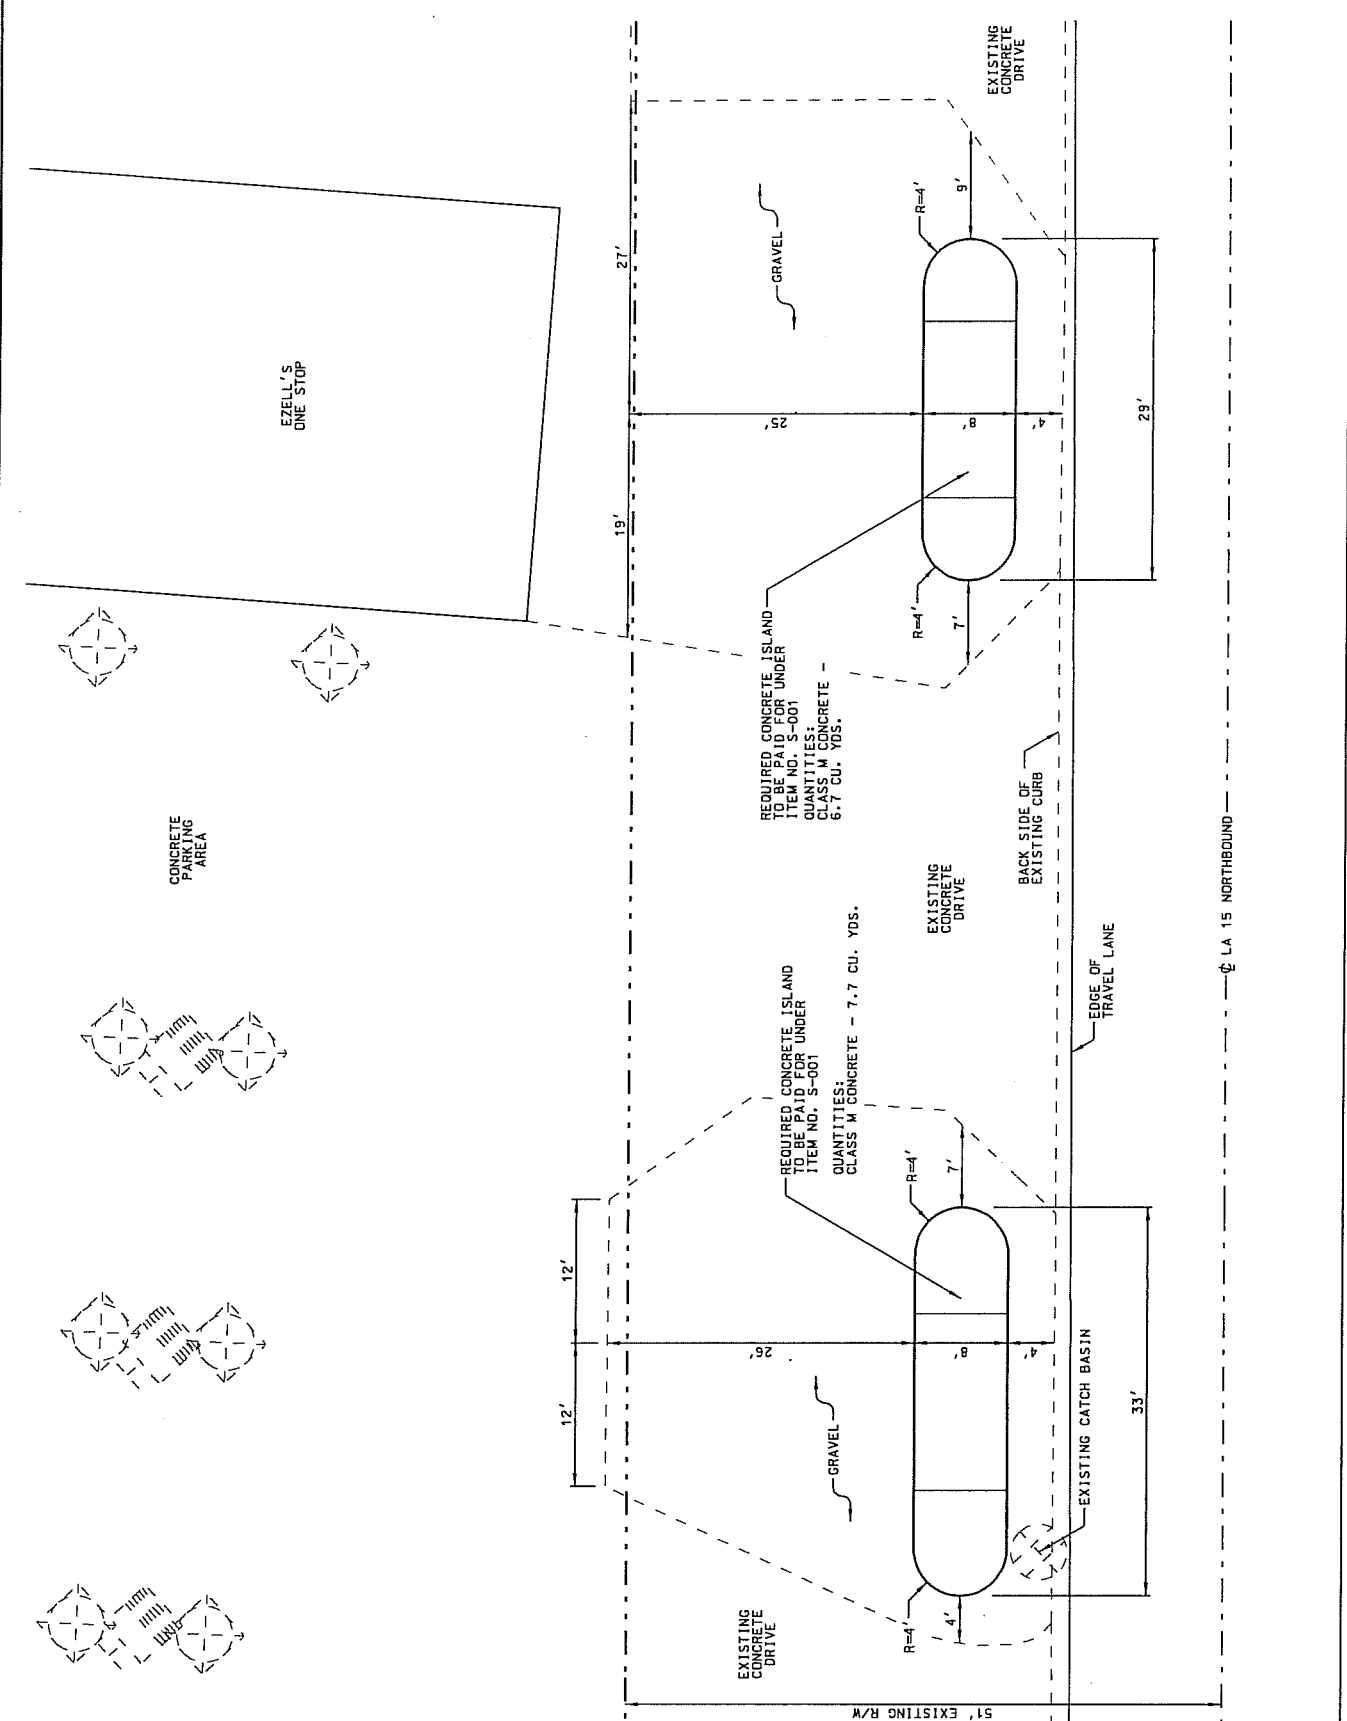 EZELL'S
ONE STOP
CONCRETE
PARKING
AREA
EXISTING
CONCRETE
DRIVE
27'
19'
GRAVEL
9'
R=4'
25'
8'
4'
29'
R=4'
7'
REQUIRED CONCRETE ISLAND
TO BE PAID FOR UNDER
ITEM NO. S-001
QUANTITIES:
CLASS M CONCRETE -
6.7 CU. YDS.
BACK SIDE OF
EXISTING CURB
EXISTING
CONCRETE
DRIVE
REQUIRED CONCRETE ISLAND
TO BE PAID FOR UNDER
ITEM NO. S-001
QUANTITIES:
CLASS M CONCRETE - 7.7 CU. YDS.
EDGE OF
TRAVEL LANE
℄ LA 15 NORTHBOUND
12'
12'
26'
8'
4'
R=4'
7'
GRAVEL
33'
EXISTING CATCH BASIN
R=4'
4'
EXISTING
CONCRETE
DRIVE
51' EXISTING R/W